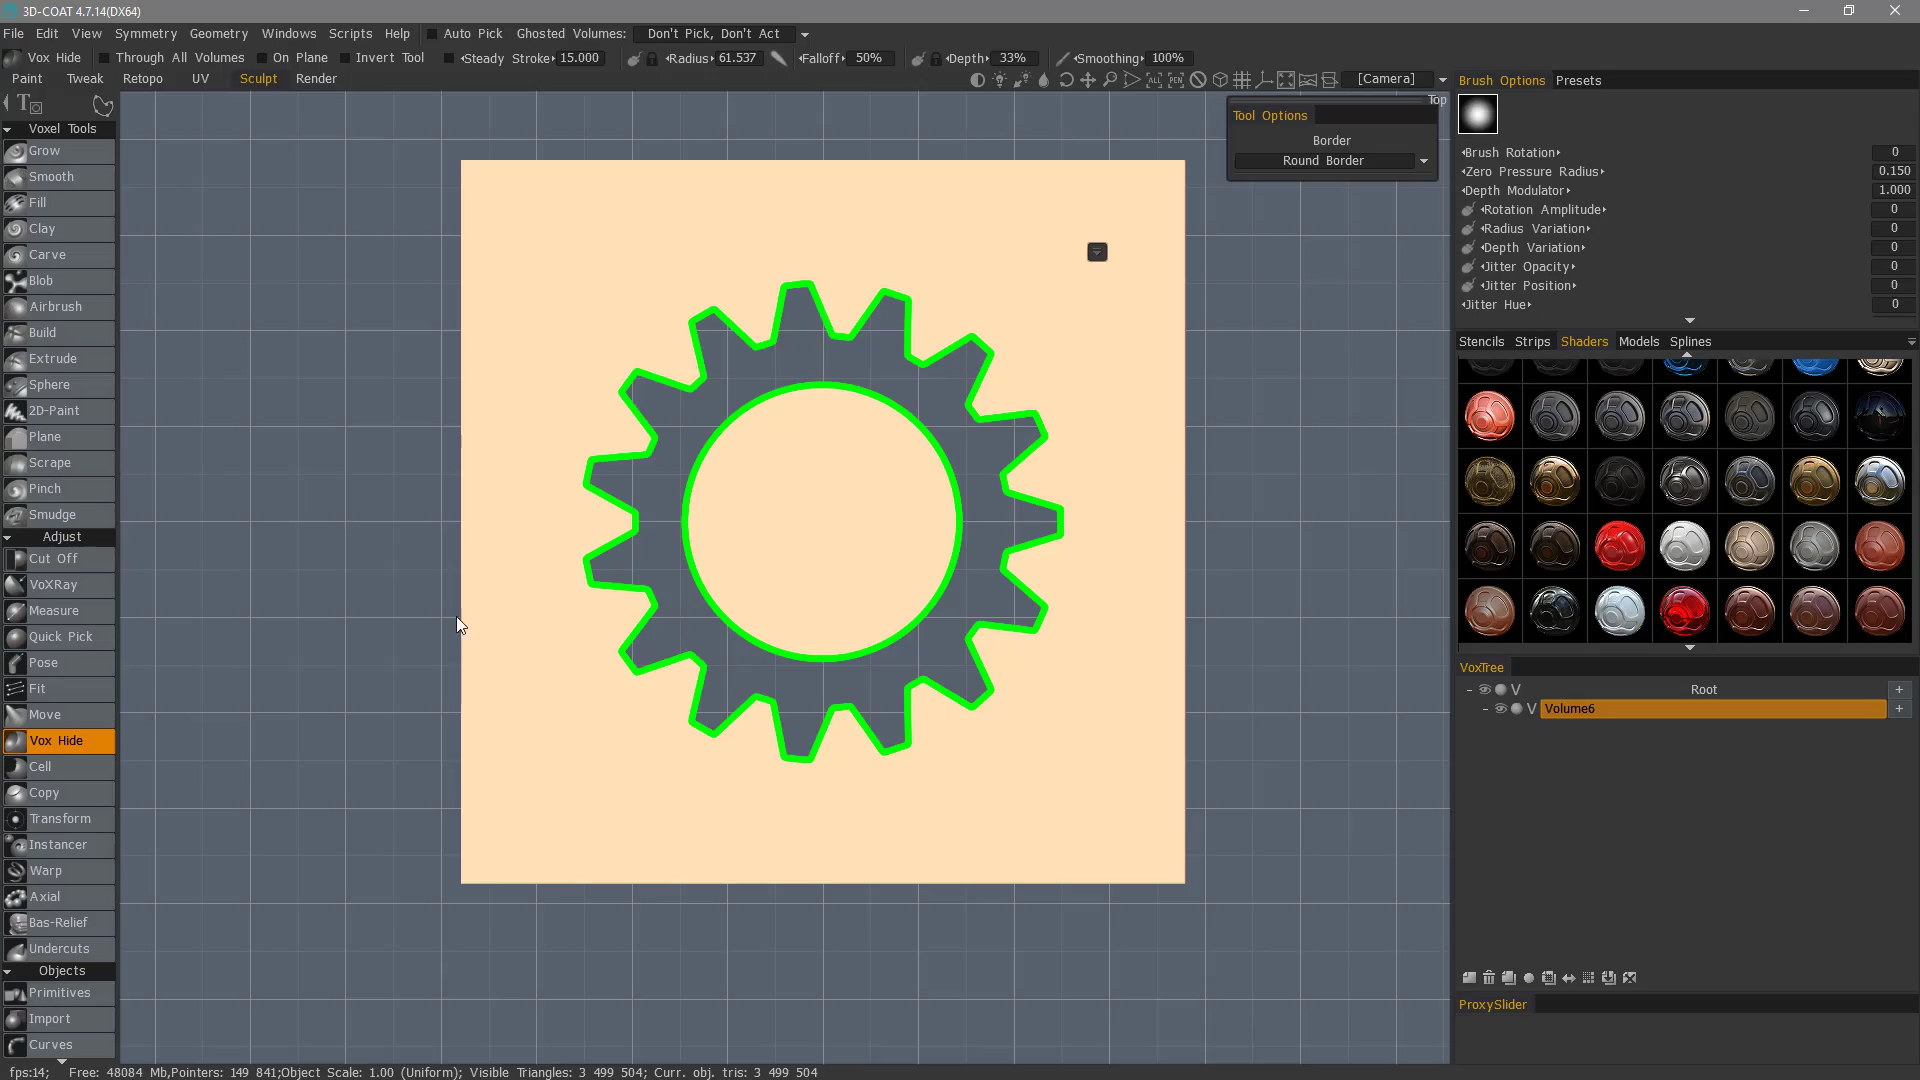 3D-COAT 4.7.14(DX64)
File Edit View Symmetry Geometry Windows Scripts Help Auto Pick Ghosted Volumes: Don't Pick, Don't Act
Vox Hide Through All Volumes On Plane Invert Tool Steady Stroke 15.000 Radius 61.537 Falloff 50% Depth 33% Smoothing 100%
Paint Tweak Retopo UV Sculpt Render ALL PEN [Camera]
Top
Tool Options
Border
Round Border
Voxel Tools
Grow
Smooth
Fill
Clay
Carve
Blob
Airbrush
Build
Extrude
Sphere
2D-Paint
Plane
Scrape
Pinch
Smudge
Adjust
Cut Off
VoXRay
Measure
Quick Pick
Pose
Fit
Move
Vox Hide
Cell
Copy
Transform
Instancer
Warp
Axial
Bas-Relief
Undercuts
Objects
Primitives
Import
Curves
Brush Options Presets
Brush Rotation 0
Zero Pressure Radius 0.150
Depth Modulator 1.000
Rotation Amplitude 0
Radius Variation 0
Depth Variation 0
Jitter Opacity 0
Jitter Position 0
Jitter Hue 0
Stencils Strips Shaders Models Splines
VoxTree
V Root +
V Volume6 +
ProxySlider
fps:14; Free: 48084 Mb,Pointers: 149 841;Object Scale: 1.00 (Uniform); Visible Triangles: 3 499 504; Curr. obj. tris: 3 499 504